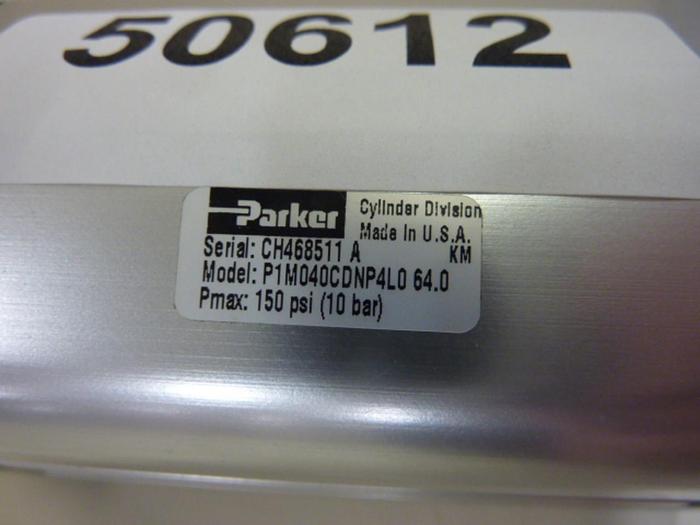 50612
Parker
Cylinder Division
Made In U.S.A.
KM
Serial: CH468511 A
Model: P1M040CDNP4L0 64.0
Pmax: 150 psi (10 bar)